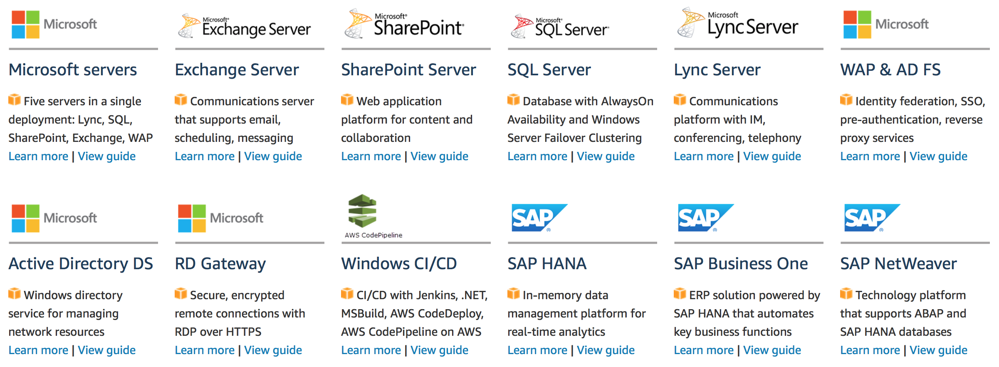 Microsoft
Microsoft®
Exchange Server™
Microsoft®
SharePoint®
Microsoft®
SQL Server®
Microsoft
Lync Server
Microsoft
Microsoft servers
Five servers in a single
deployment: Lync, SQL,
SharePoint, Exchange, WAP
Learn more | View guide
Exchange Server
Communications server
that supports email,
scheduling, messaging
Learn more | View guide
SharePoint Server
Web application
platform for content and
collaboration
Learn more | View guide
SQL Server
Database with AlwaysOn
Availability and Windows
Server Failover Clustering
Learn more | View guide
Lync Server
Communications
platform with IM,
conferencing, telephony
Learn more | View guide
WAP & AD FS
Identity federation, SSO,
pre-authentication, reverse
proxy services
Learn more | View guide
Microsoft
Microsoft
AWS CodePipeline
SAP®
SAP®
SAP®
Active Directory DS
Windows directory
service for managing
network resources
Learn more | View guide
RD Gateway
Secure, encrypted
remote connections with
RDP over HTTPS
Learn more | View guide
Windows CI/CD
CI/CD with Jenkins, .NET,
MSBuild, AWS CodeDeploy,
AWS CodePipeline on AWS
Learn more | View guide
SAP HANA
In-memory data
management platform for
real-time analytics
Learn more | View guide
SAP Business One
ERP solution powered by
SAP HANA that automates
key business functions
Learn more | View guide
SAP NetWeaver
Technology platform
that supports ABAP and
SAP HANA databases
Learn more | View guide